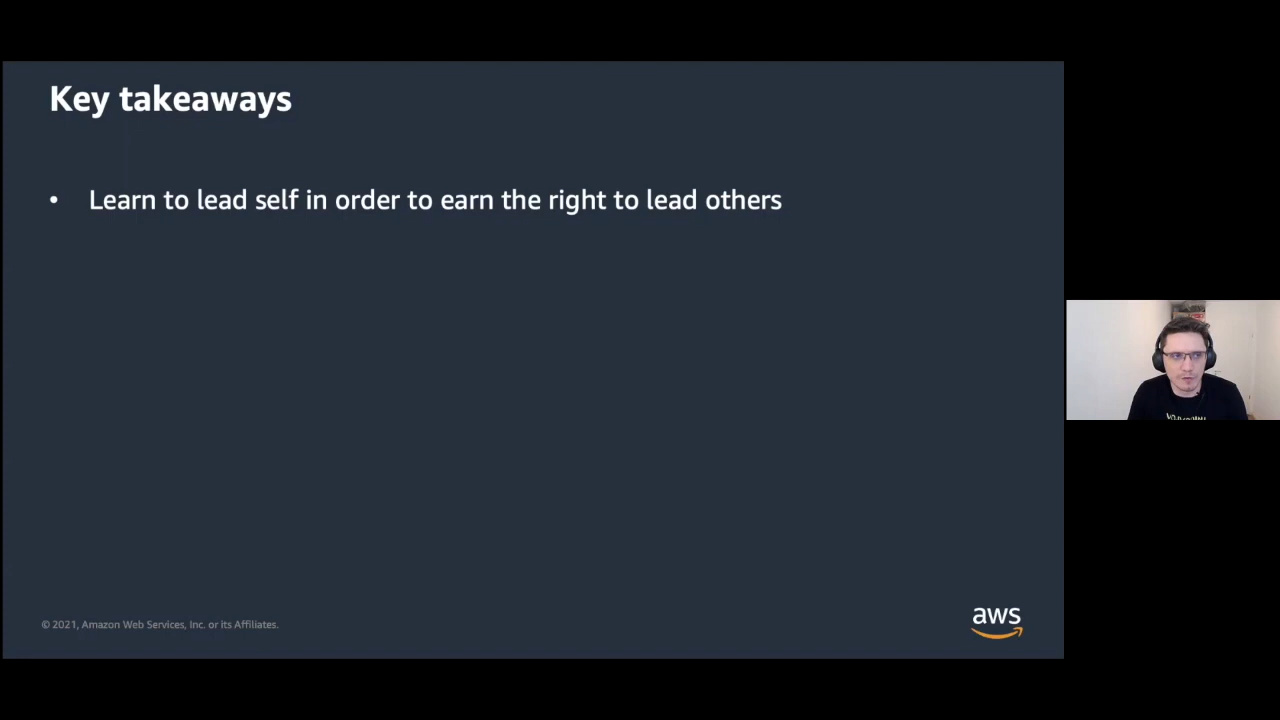 Key takeaways
• Learn to lead self in order to earn the right to lead others
© 2021, Amazon Web Services, Inc. or its Affiliates.
aws